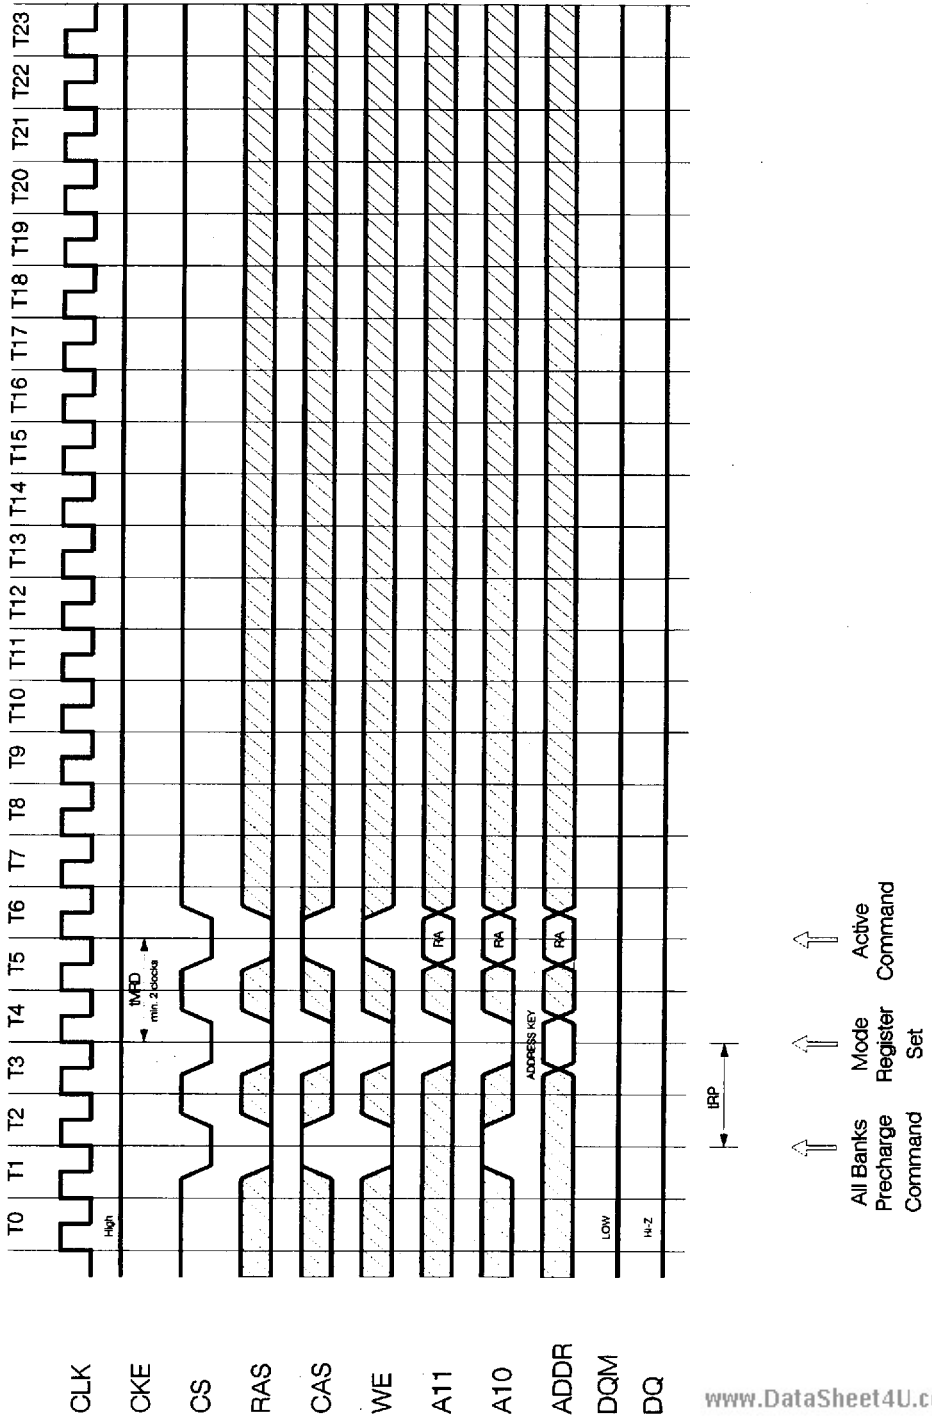 T0 T1 T2 T3 T4 T5 T6 T7 T8 T9 T10 T11 T12 T13 T14 T15 T16 T17 T18 T19 T20 T21 T22 T23
CLK
CKE
High
tMRD
min. 2 clocks
CS
RAS
CAS
WE
A11
RA
A10
RA
ADDRESS KEY
ADDR
RA
DQM
LOW
DQ
Hi-Z
tRP
All Banks
Precharge
Command
Mode
Register
Set
Active
Command
www.DataSheet4U.c